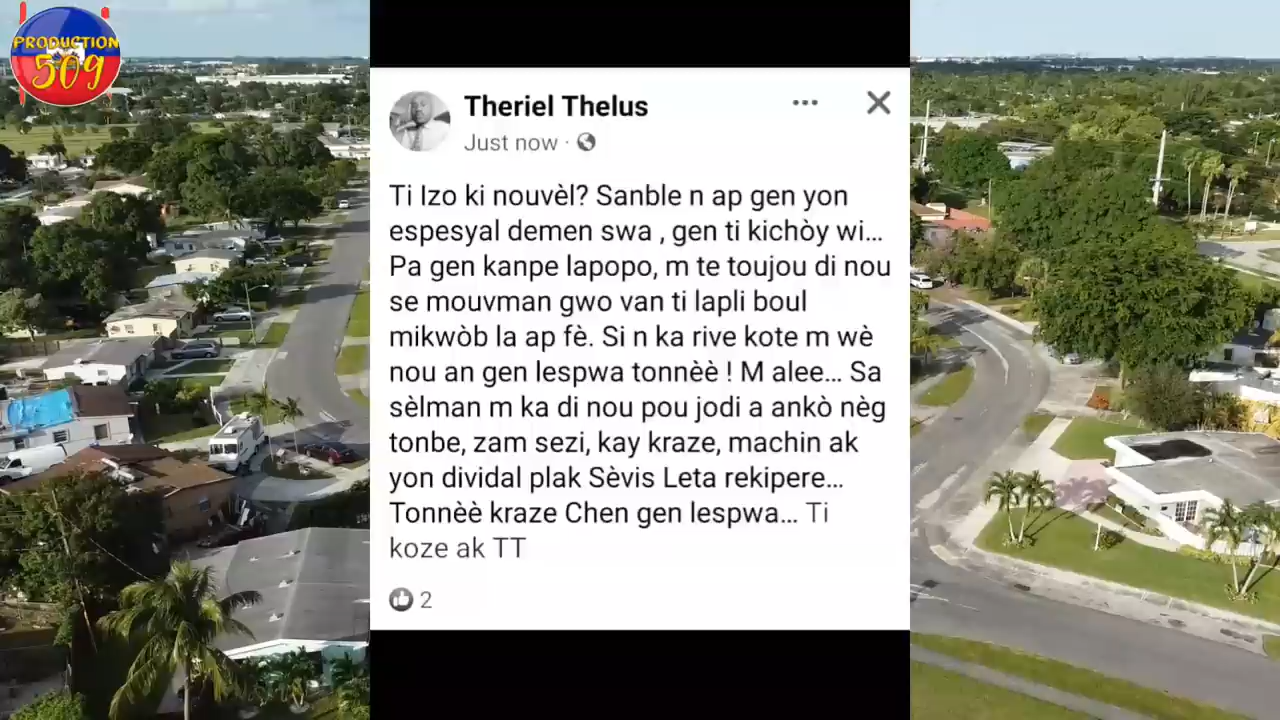 PRODUCTION
509
Theriel Thelus
Just now ·
Ti Izo ki nouvèl? Sanble n ap gen yon
espesyal demen swa , gen ti kichòy wi...
Pa gen kanpe lapopo, m te toujou di nou
se mouvman gwo van ti lapli boul
mikwòb la ap fè. Si n ka rive kote m wè
nou an gen lespwa tonnèè ! M alee... Sa
sèlman m ka di nou pou jodi a ankò nèg
tonbe, zam sezi, kay kraze, machin ak
yon dividal plak Sèvis Leta rekipere...
Tonnèè kraze Chen gen lespwa... Ti
koze ak TT
2